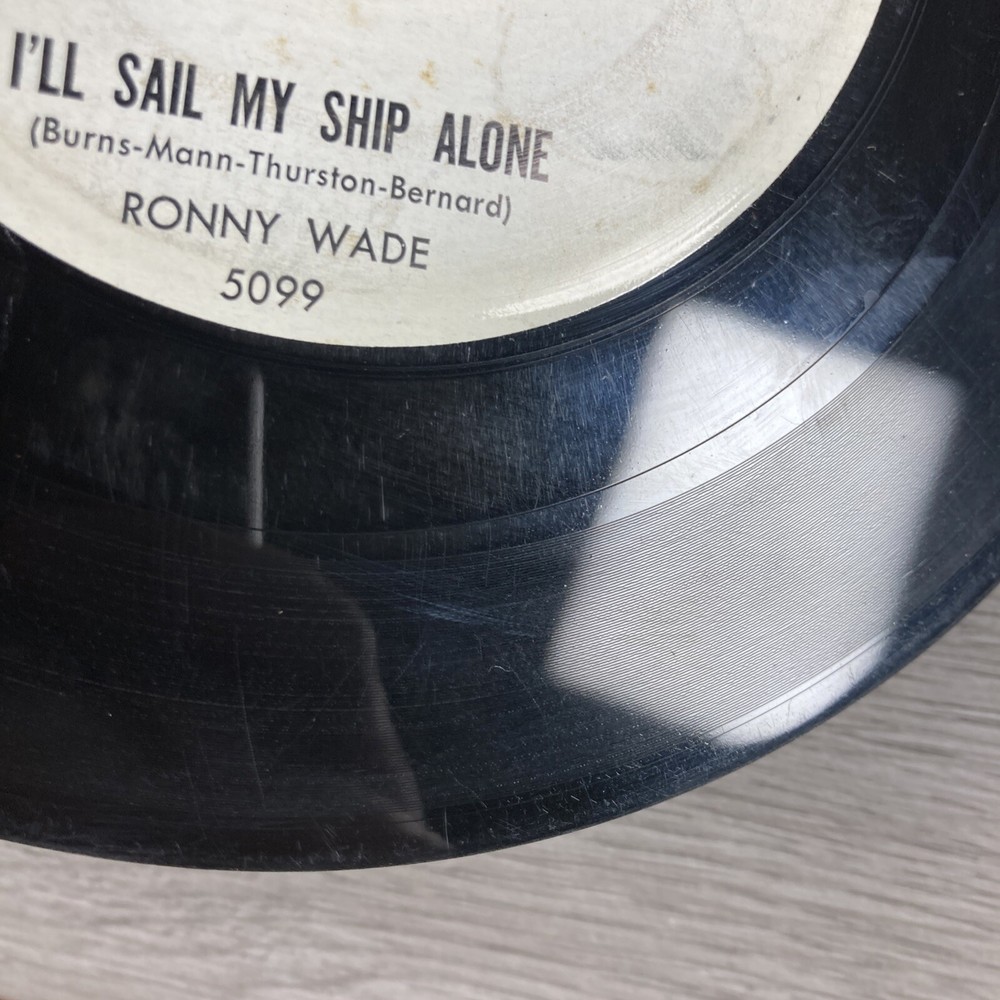 I'LL SAIL MY SHIP ALONE
(Burns-Mann-Thurston-Bernard)
RONNY WADE
5099